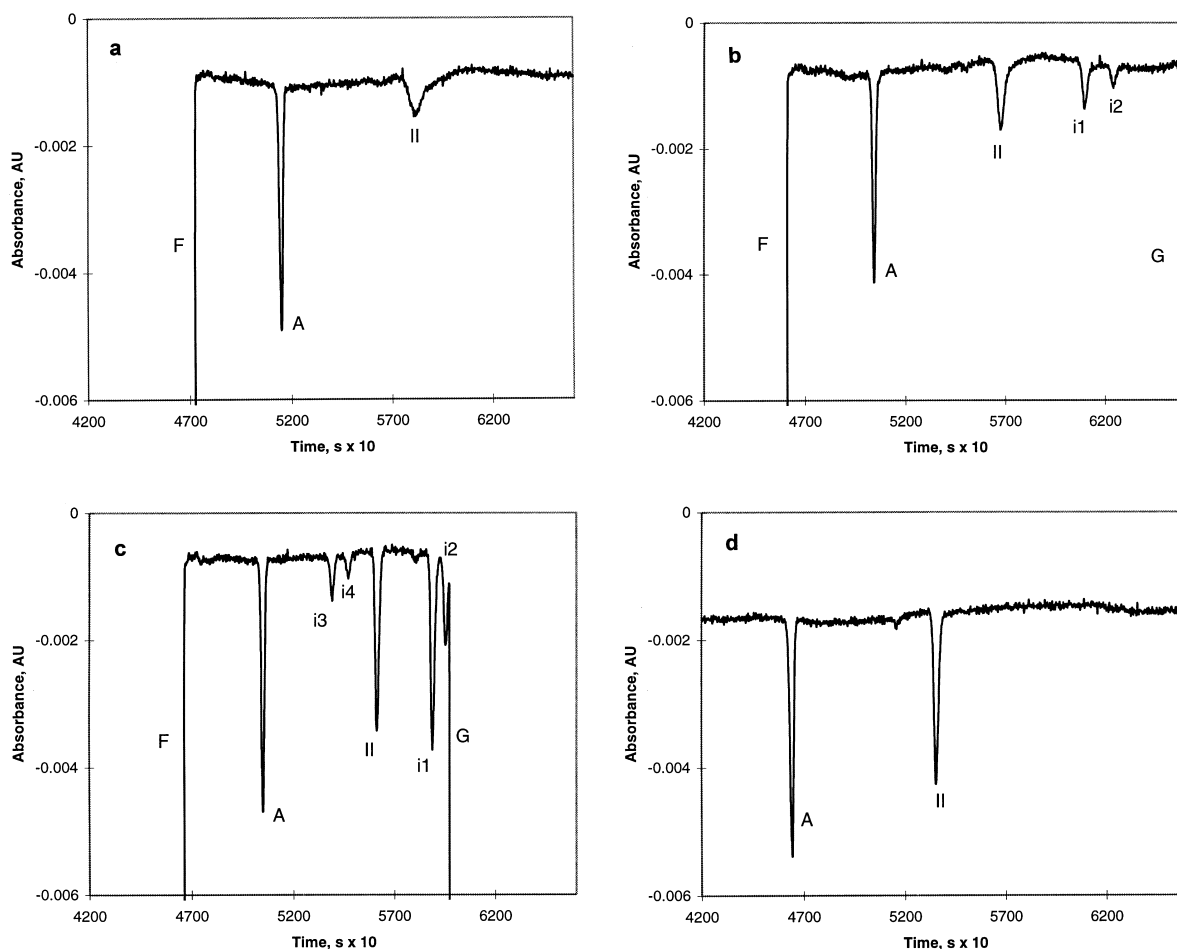 a
0
-0.002
-0.004
-0.006
Absorbance, AU
F
A
II
4200 4700 5200 5700 6200
Time, s x 10
b
0
-0.002
-0.004
-0.006
Absorbance, AU
F
A
II
i1
i2
G
4200 4700 5200 5700 6200
Time, s x 10
c
0
-0.002
-0.004
-0.006
Absorbance, AU
F
A
i3
i4
II
i1
i2
G
4200 4700 5200 5700 6200
Time, s x 10
d
0
-0.002
-0.004
-0.006
Absorbance, AU
A
II
4200 4700 5200 5700 6200
Time, s x 10